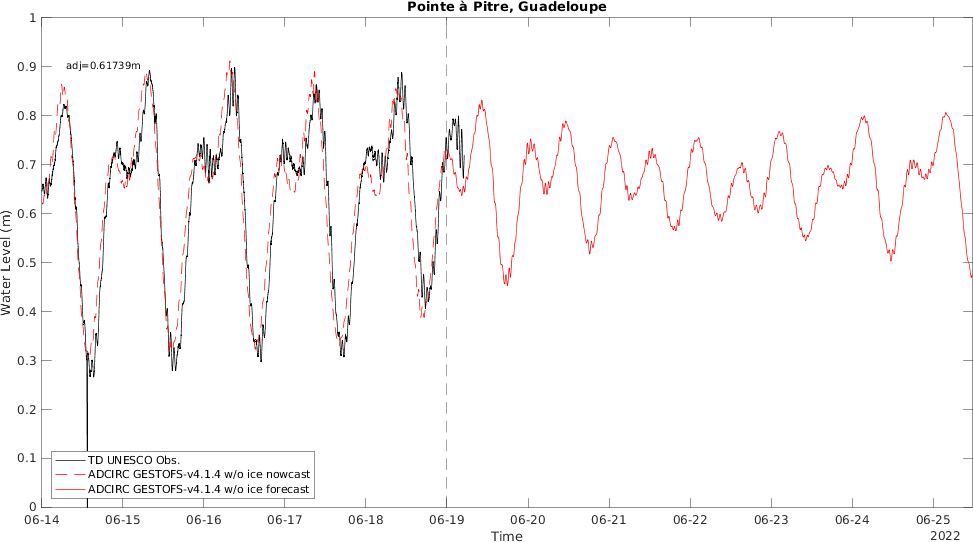 Pointe à Pitre, Guadeloupe
adj=0.61739m
1
0.9
0.8
0.7
0.6
0.5
0.4
0.3
0.2
0.1
0
Water Level (m)
TD UNESCO Obs.
ADCIRC GESTOFS-v4.1.4 w/o ice nowcast
ADCIRC GESTOFS-v4.1.4 w/o ice forecast
06-14 06-15 06-16 06-17 06-18 06-19 06-20 06-21 06-22 06-23 06-24 06-25
Time
2022